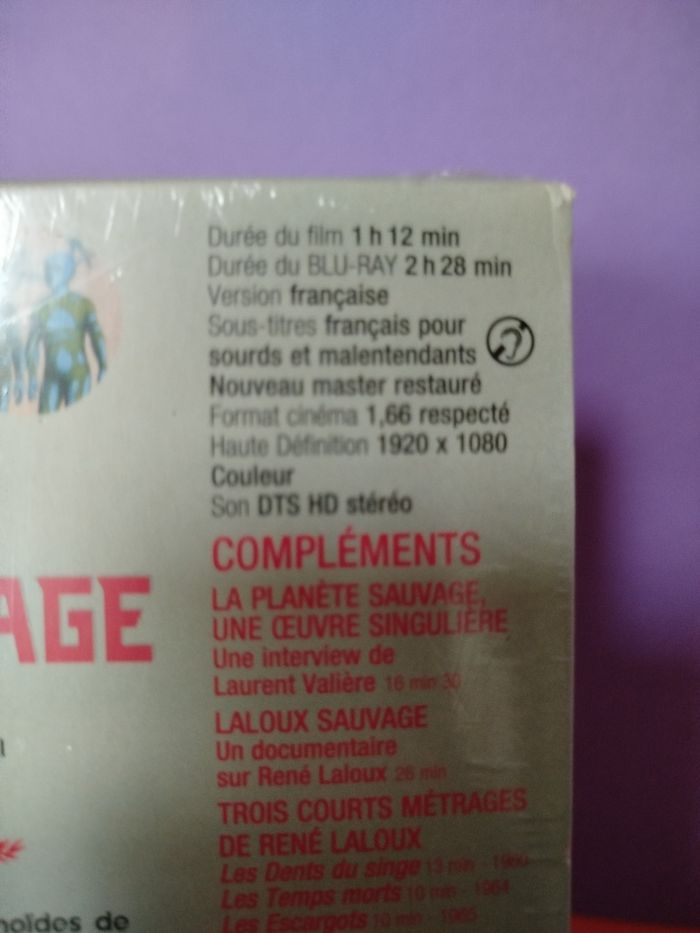 Durée du film 1 h 12 min
Durée du BLU-RAY 2 h 28 min
Version française
Sous-titres français pour
sourds et malentendants
Nouveau master restauré
Format cinéma 1,66 respecté
Haute Définition 1920 x 1080
Couleur
Son DTS HD stéréo
COMPLÉMENTS
LA PLANÈTE SAUVAGE,
UNE ŒUVRE SINGULIÈRE
Une interview de
Laurent Valière 16 min 30
LALOUX SAUVAGE
Un documentaire
sur René Laloux 26 min
TROIS COURTS MÉTRAGES
DE RENÉ LALOUX
Les Dents du singe 13 min - 1960
Les Temps morts 10 min - 1964
Les Escargots 10 min - 1965
AGE
noïdes de